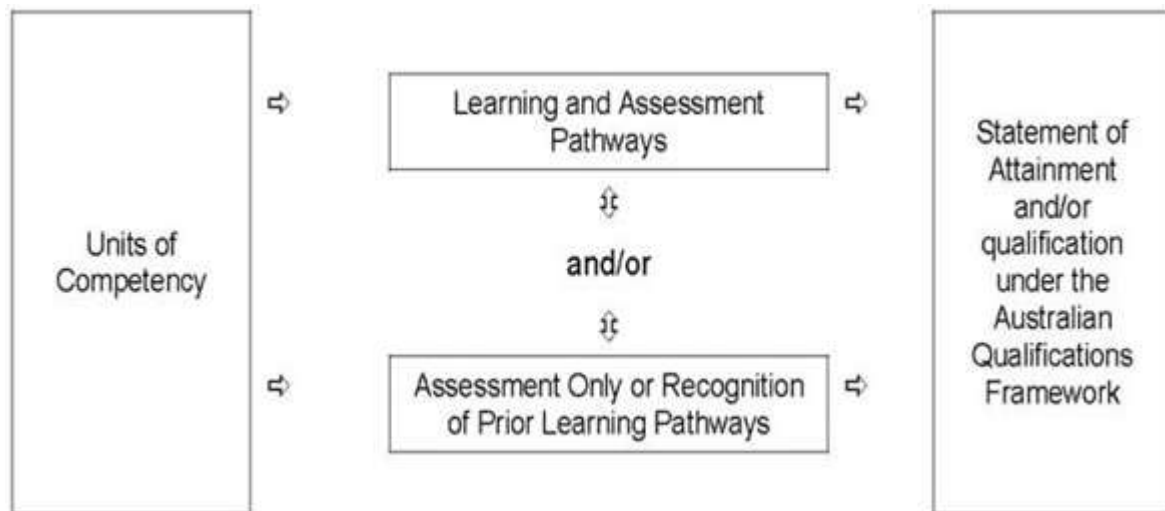 Units of
Competency
Learning and Assessment
Pathways
and/or
Assessment Only or Recognition
of Prior Learning Pathways
Statement of
Attainment
and/or
qualification
under the
Australian
Qualifications
Framework